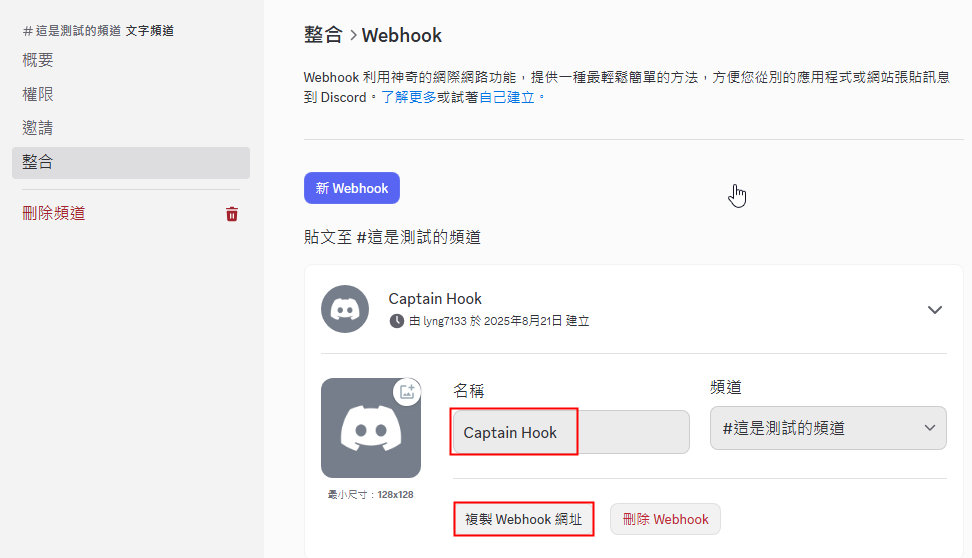 # 這是測試的頻道 文字頻道
概要
權限
邀請
整合
刪除頻道
整合 > Webhook
Webhook 利用神奇的網際網路功能，提供一種最輕鬆簡單的方法，方便您從別的應用程式或網站張貼訊息
到 Discord。了解更多或試著自己建立。
新 Webhook
貼文至 #這是測試的頻道
Captain Hook
由 lyng7133 於 2025年8月21日 建立
名稱
頻道
Captain Hook
#這是測試的頻道
最小尺寸：128x128
複製 Webhook 網址
刪除 Webhook